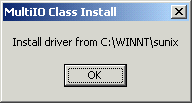 MultiIO Class Install
Install driver from C:\WINNT\sunix
OK